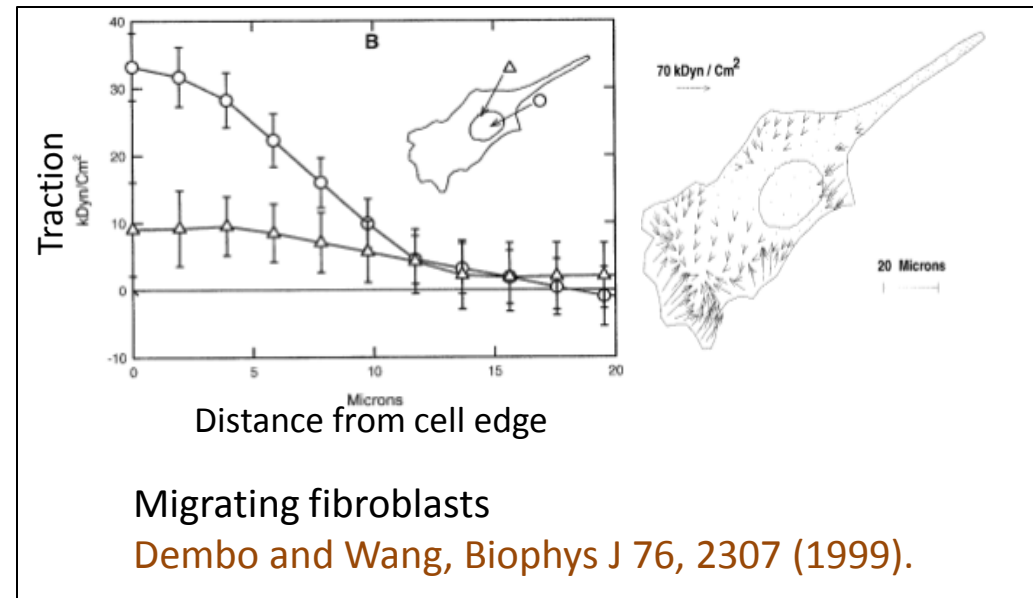 40
30
20
10
0
-10
Traction
kDyn/Cm²
B
0
5
10
15
20
Microns
Distance from cell edge
70 kDyn / Cm²
20 Microns
Migrating fibroblasts
Dembo and Wang, Biophys J 76, 2307 (1999).